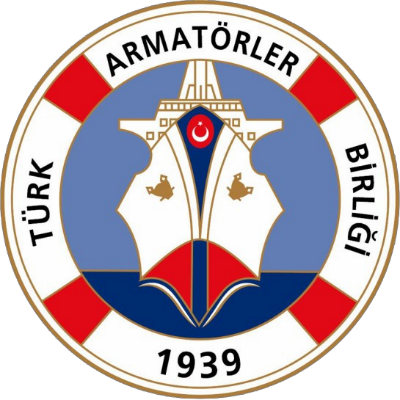 TÜRK
ARMATÖRLER
BİRLİĞİ
1939